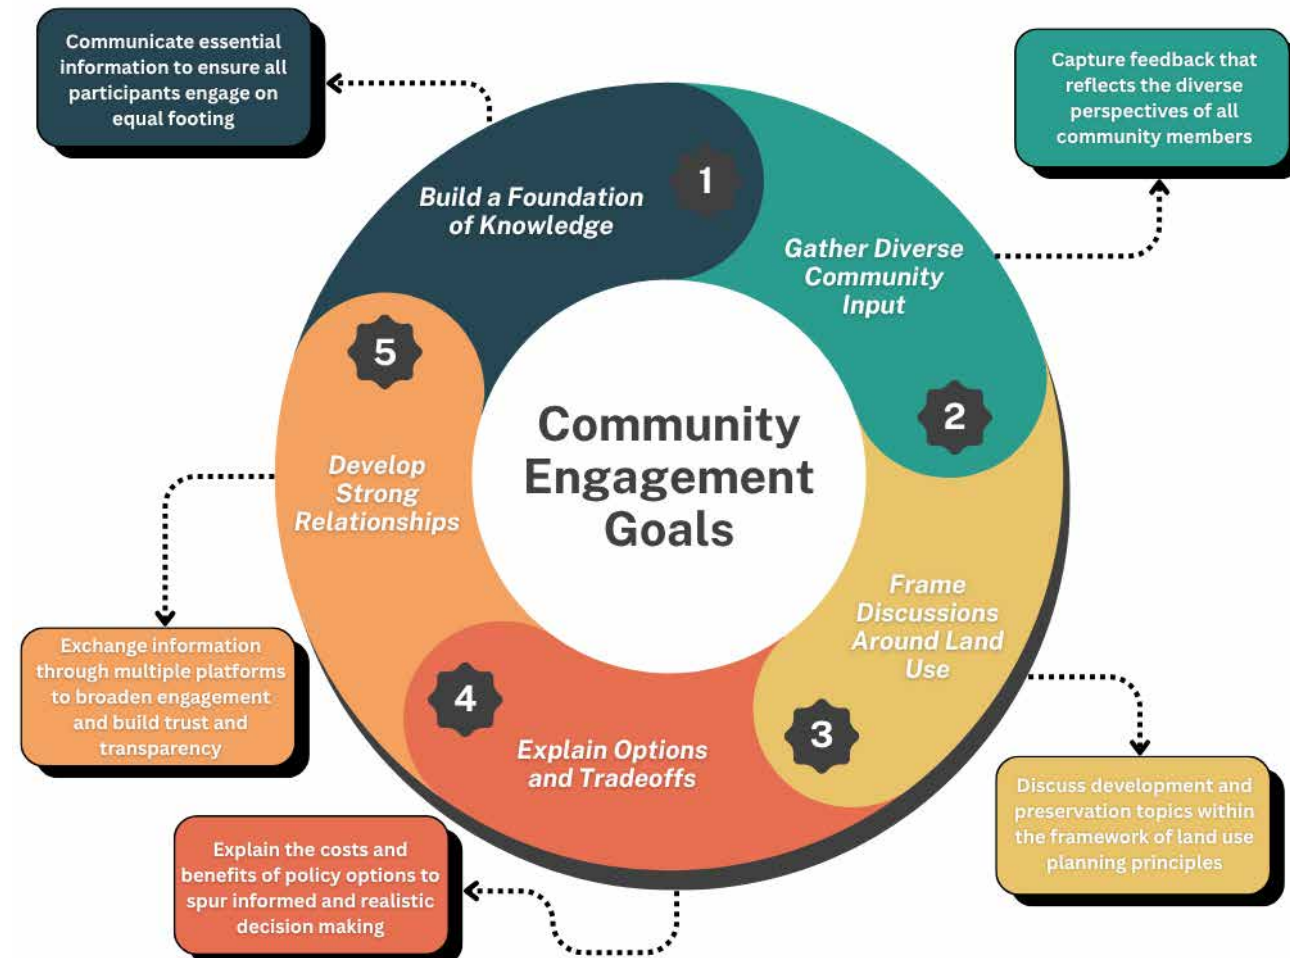 Communicate essential
information to ensure all
participants engage on
equal footing
Capture feedback that
reflects the diverse
perspectives of all
community members
1
Build a Foundation
of Knowledge
Gather Diverse
Community
Input
2
5
Develop
Strong
Relationships
Community
Engagement
Goals
Frame
Discussions
Around Land
Use
3
4
Explain Options
and Tradeoffs
Exchange information
through multiple platforms
to broaden engagement
and build trust and
transparency
Discuss development and
preservation topics within
the framework of land use
planning principles
Explain the costs and
benefits of policy options to
spur informed and realistic
decision making